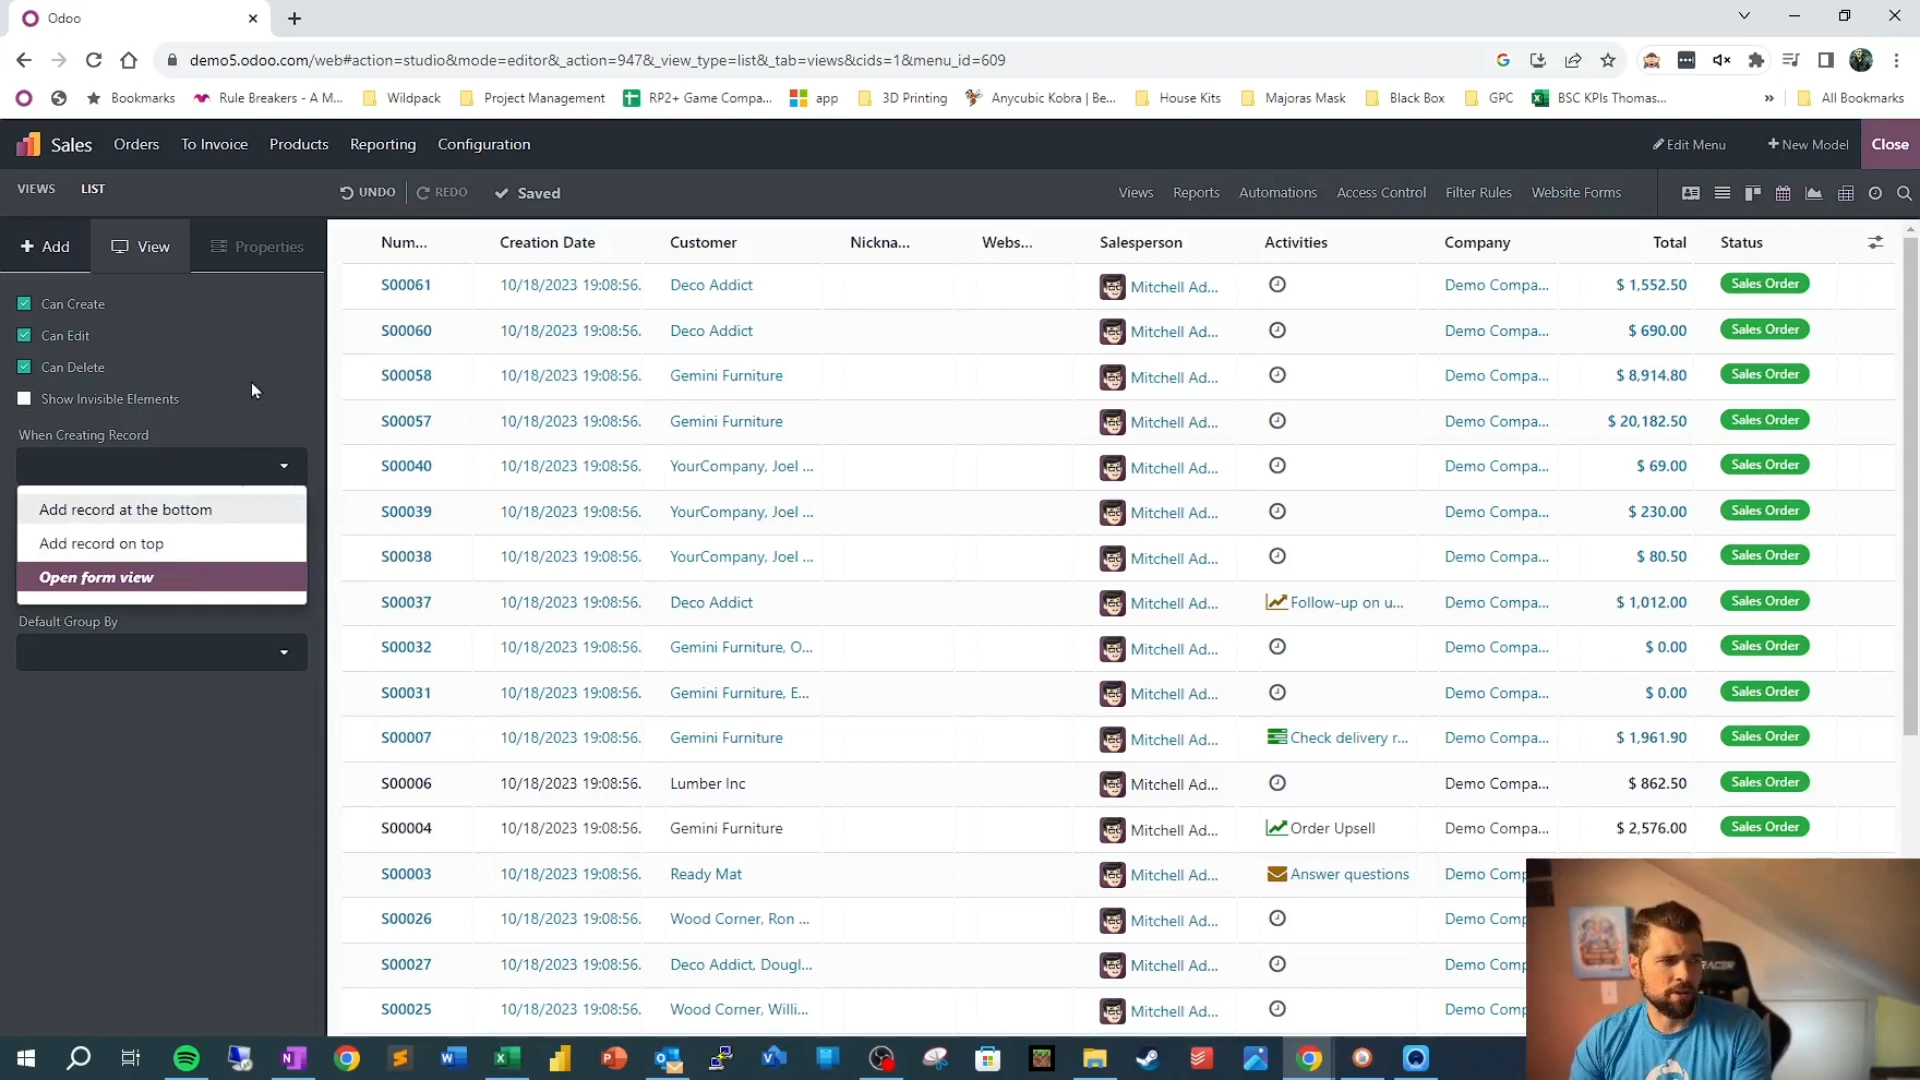 Odoo
demo5.odoo.com/web#action=studio&mode=editor&_action=947&_view_type=list&_tab=views&cids=1&menu_id=609
Bookmarks Rule Breakers - A M... Wildpack Project Management RP2+ Game Compa... app 3D Printing Anycubic Kobra | Be... House Kits Majoras Mask Black Box GPC BSC KPIs Thomas... » All Bookmarks
Sales Orders To Invoice Products Reporting Configuration Edit Menu + New Model Close
VIEWS LIST UNDO REDO Saved Views Reports Automations Access Control Filter Rules Website Forms
+ Add View Properties
Can Create
Can Edit
Can Delete
Show Invisible Elements
When Creating Record
Add record at the bottom
Add record on top
Open form view
Default Group By
Num... Creation Date Customer Nickna... Webs... Salesperson Activities Company Total Status
S00061 10/18/2023 19:08:56. Deco Addict Mitchell Ad... Demo Compa... $ 1,552.50 Sales Order
S00060 10/18/2023 19:08:56. Deco Addict Mitchell Ad... Demo Compa... $ 690.00 Sales Order
S00058 10/18/2023 19:08:56. Gemini Furniture Mitchell Ad... Demo Compa... $ 8,914.80 Sales Order
S00057 10/18/2023 19:08:56. Gemini Furniture Mitchell Ad... Demo Compa... $ 20,182.50 Sales Order
S00040 10/18/2023 19:08:56. YourCompany, Joel ... Mitchell Ad... Demo Compa... $ 69.00 Sales Order
S00039 10/18/2023 19:08:56. YourCompany, Joel ... Mitchell Ad... Demo Compa... $ 230.00 Sales Order
S00038 10/18/2023 19:08:56. YourCompany, Joel ... Mitchell Ad... Demo Compa... $ 80.50 Sales Order
S00037 10/18/2023 19:08:56. Deco Addict Mitchell Ad... Follow-up on u... Demo Compa... $ 1,012.00 Sales Order
S00032 10/18/2023 19:08:56. Gemini Furniture, O... Mitchell Ad... Demo Compa... $ 0.00 Sales Order
S00031 10/18/2023 19:08:56. Gemini Furniture, E... Mitchell Ad... Demo Compa... $ 0.00 Sales Order
S00007 10/18/2023 19:08:56. Gemini Furniture Mitchell Ad... Check delivery r... Demo Compa... $ 1,961.90 Sales Order
S00006 10/18/2023 19:08:56. Lumber Inc Mitchell Ad... Demo Compa... $ 862.50 Sales Order
S00004 10/18/2023 19:08:56. Gemini Furniture Mitchell Ad... Order Upsell Demo Compa... $ 2,576.00 Sales Order
S00003 10/18/2023 19:08:56. Ready Mat Mitchell Ad... Answer questions Demo Comp
S00026 10/18/2023 19:08:56. Wood Corner, Ron ... Mitchell Ad... Demo Comp
S00027 10/18/2023 19:08:56. Deco Addict, Dougl... Mitchell Ad... Demo Comp
S00025 10/18/2023 19:08:56. Wood Corner, Willi... Mitchell Ad... Demo Comp